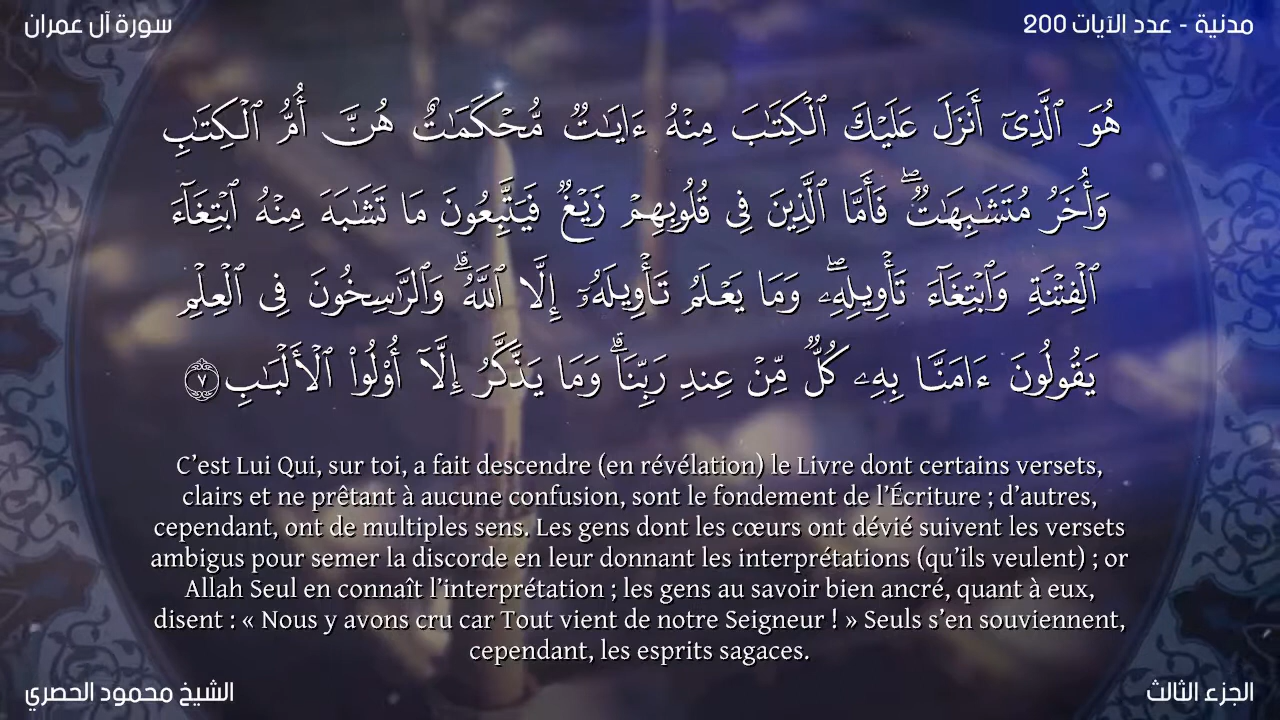 سورة آل عمران
مدنية - عدد الآيات 200
هُوَ ٱلَّذِىٓ أَنزَلَ عَلَيْكَ ٱلْكِتَٰبَ مِنْهُ ءَايَٰتٌ مُّحْكَمَٰتٌ هُنَّ أُمُّ ٱلْكِتَٰبِ
وَأُخَرُ مُتَشَٰبِهَٰتٌ ۖ فَأَمَّا ٱلَّذِينَ فِى قُلُوبِهِمْ زَيْغٌ فَيَتَّبِعُونَ مَا تَشَٰبَهَ مِنْهُ ٱبْتِغَآءَ
ٱلْفِتْنَةِ وَٱبْتِغَآءَ تَأْوِيلِهِۦ ۖ وَمَا يَعْلَمُ تَأْوِيلَهُۥٓ إِلَّا ٱللَّهُ ۗ وَٱلرَّٰسِخُونَ فِى ٱلْعِلْمِ
يَقُولُونَ ءَامَنَّا بِهِۦ كُلٌّ مِّنْ عِندِ رَبِّنَا ۗ وَمَا يَذَّكَّرُ إِلَّآ أُو۟لُوا۟ ٱلْأَلْبَٰبِ ٧
C’est Lui Qui, sur toi, a fait descendre (en révélation) le Livre dont certains versets,
clairs et ne prêtant à aucune confusion, sont le fondement de l’Écriture ; d’autres,
cependant, ont de multiples sens. Les gens dont les cœurs ont dévié suivent les versets
ambigus pour semer la discorde en leur donnant les interprétations (qu’ils veulent) ; or
Allah Seul en connaît l’interprétation ; les gens au savoir bien ancré, quant à eux,
disent : « Nous y avons cru car Tout vient de notre Seigneur ! » Seuls s’en souviennent,
cependant, les esprits sagaces.
الشيخ محمود الحصري
الجزء الثالث